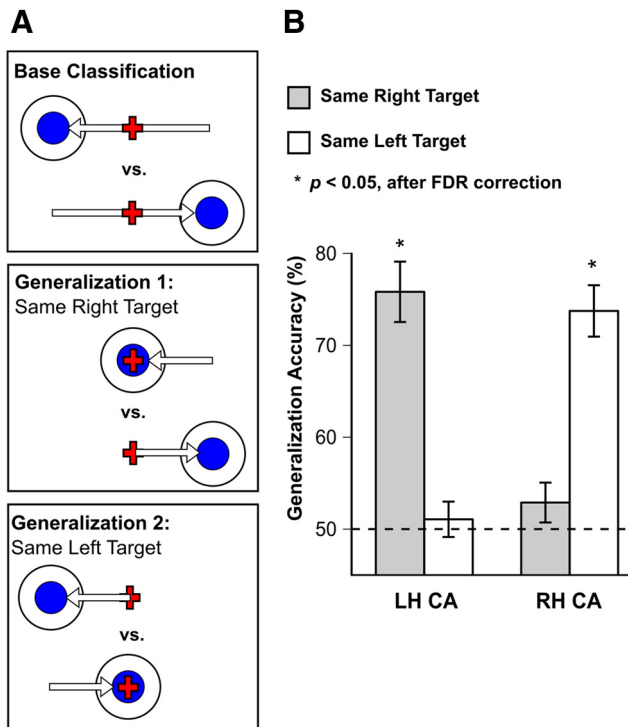 A
Base Classification
vs.
Generalization 1:
Same Right Target
vs.
Generalization 2:
Same Left Target
vs.
B
Same Right Target
Same Left Target
* p < 0.05, after FDR correction
Generalization Accuracy (%)
80
70
60
50
*
*
LH CA
RH CA